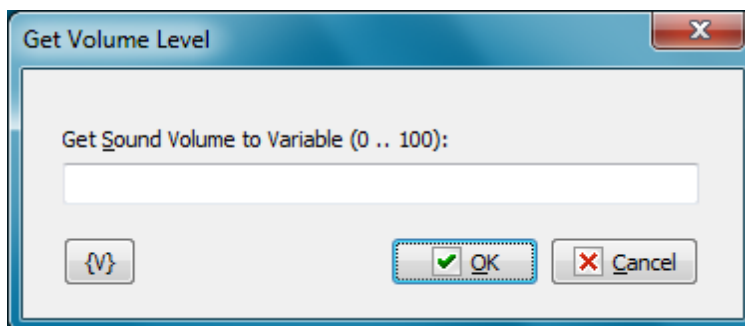 Get Volume Level
Get Sound Volume to Variable (0 .. 100):
{V}
OK
Cancel